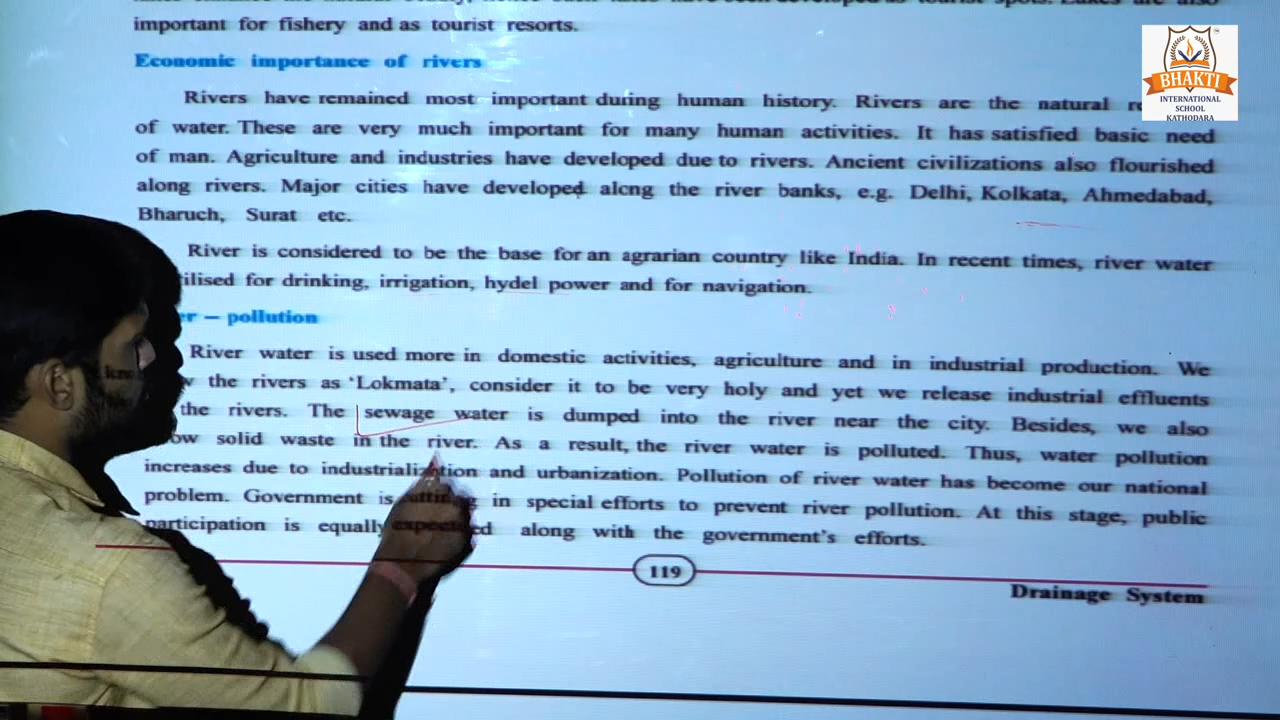 important for fishery and as tourist resorts.
Economic importance of rivers
Rivers have remained most important during human history. Rivers are the natural
of water. These are very much important for many human activities. It has satisfied basic need
of man. Agriculture and industries have developed due to rivers. Ancient civilizations also flourished
along rivers. Major cities have developed along the river banks, e.g. Delhi, Kolkata, Ahmedabad,
Bharuch, Surat etc.
River is considered to be the base for an agrarian country like India. In recent times, river water
ilised for drinking, irrigation, hydel power and for navigation.
er – pollution
River water is used more in domestic activities, agriculture and in industrial production. We
the rivers as ‘Lokmata’, consider it to be very holy and yet we release industrial effluents
the rivers. The sewage water is dumped into the river near the city. Besides, we also
ow solid waste in the river. As a result, the river water is polluted. Thus, water pollution
increases due to industrialization and urbanization. Pollution of river water has become our national
problem. Government is in special efforts to prevent river pollution. At this stage, public
participation is equally expected along with the government's efforts.
119
Drainage System
BHAKTI
INTERNATIONAL
SCHOOL
KATHODARA